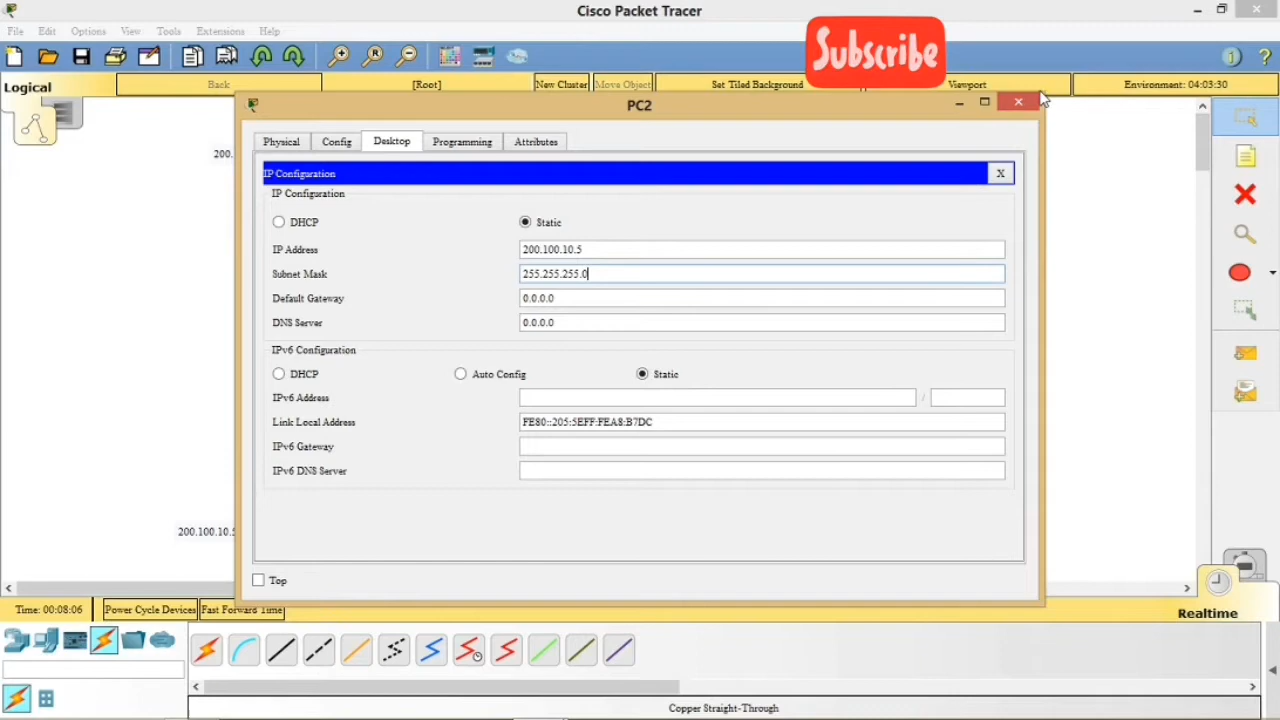 Cisco Packet Tracer
File Edit Options View Tools Extensions Help
Subscribe
Logical Back [Root] New Cluster Move Object Set Tiled Background Viewport Environment: 04:03:30
PC2
Physical Config Desktop Programming Attributes
200.
IP Configuration X
IP Configuration
DHCP Static
IP Address 200.100.10.5
Subnet Mask 255.255.255.0
Default Gateway 0.0.0.0
DNS Server 0.0.0.0
IPv6 Configuration
DHCP Auto Config Static
IPv6 Address /
Link Local Address FE80::205:5EFF:FEA8:B7DC
IPv6 Gateway
IPv6 DNS Server
200.100.10.5
Top
Time: 00:08:06 Power Cycle Devices Fast Forward Time
Realtime
Copper Straight-Through